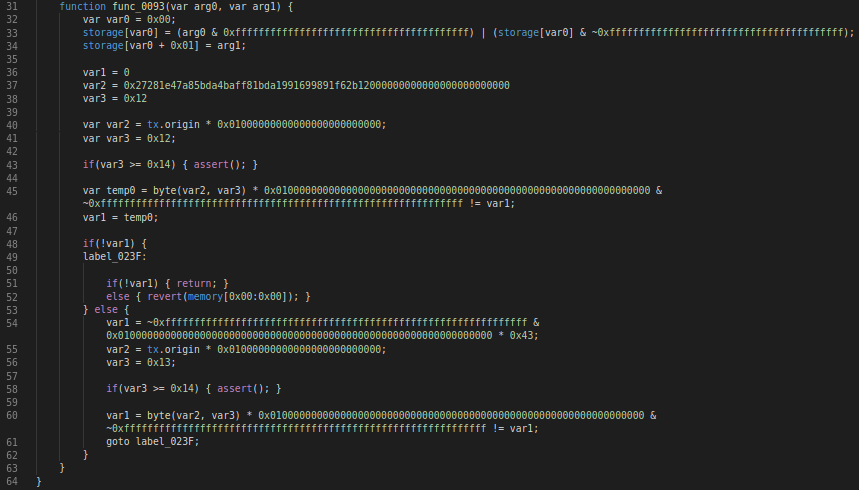 31 function func_0093(var arg0, var arg1) {
32 var var0 = 0x00;
33 storage[var0] = (arg0 & 0xffffffffffffffffffffffffffffffffffffffff) | (storage[var0] & ~0xffffffffffffffffffffffffffffffffffffffff);
34 storage[var0 + 0x01] = arg1;
35
36 var1 = 0
37 var2 = 0x27281e47a85bda4baff81bda1991699891f62b12000000000000000000000000
38 var3 = 0x12
39
40 var var2 = tx.origin * 0x01000000000000000000000000;
41 var var3 = 0x12;
42
43 if(var3 >= 0x14) { assert(); }
44
45 var temp0 = byte(var2, var3) * 0x0100000000000000000000000000000000000000000000000000000000000000 &
~0xffffffffffffffffffffffffffffffffffffffffffffffffffffffffffffff != var1;
46 var1 = temp0;
47
48 if(!var1) {
49 label_023F:
50
51 if(!var1) { return; }
52 else { revert(memory[0x00:0x00]); }
53 } else {
54 var1 = ~0xffffffffffffffffffffffffffffffffffffffffffffffffffffffffffffff &
0x0100000000000000000000000000000000000000000000000000000000000000 * 0x43;
55 var2 = tx.origin * 0x01000000000000000000000000;
56 var3 = 0x13;
57
58 if(var3 >= 0x14) { assert(); }
59
60 var1 = byte(var2, var3) * 0x0100000000000000000000000000000000000000000000000000000000000000 &
~0xffffffffffffffffffffffffffffffffffffffffffffffffffffffffffffff != var1;
61 goto label_023F;
62 }
63 }
64 }